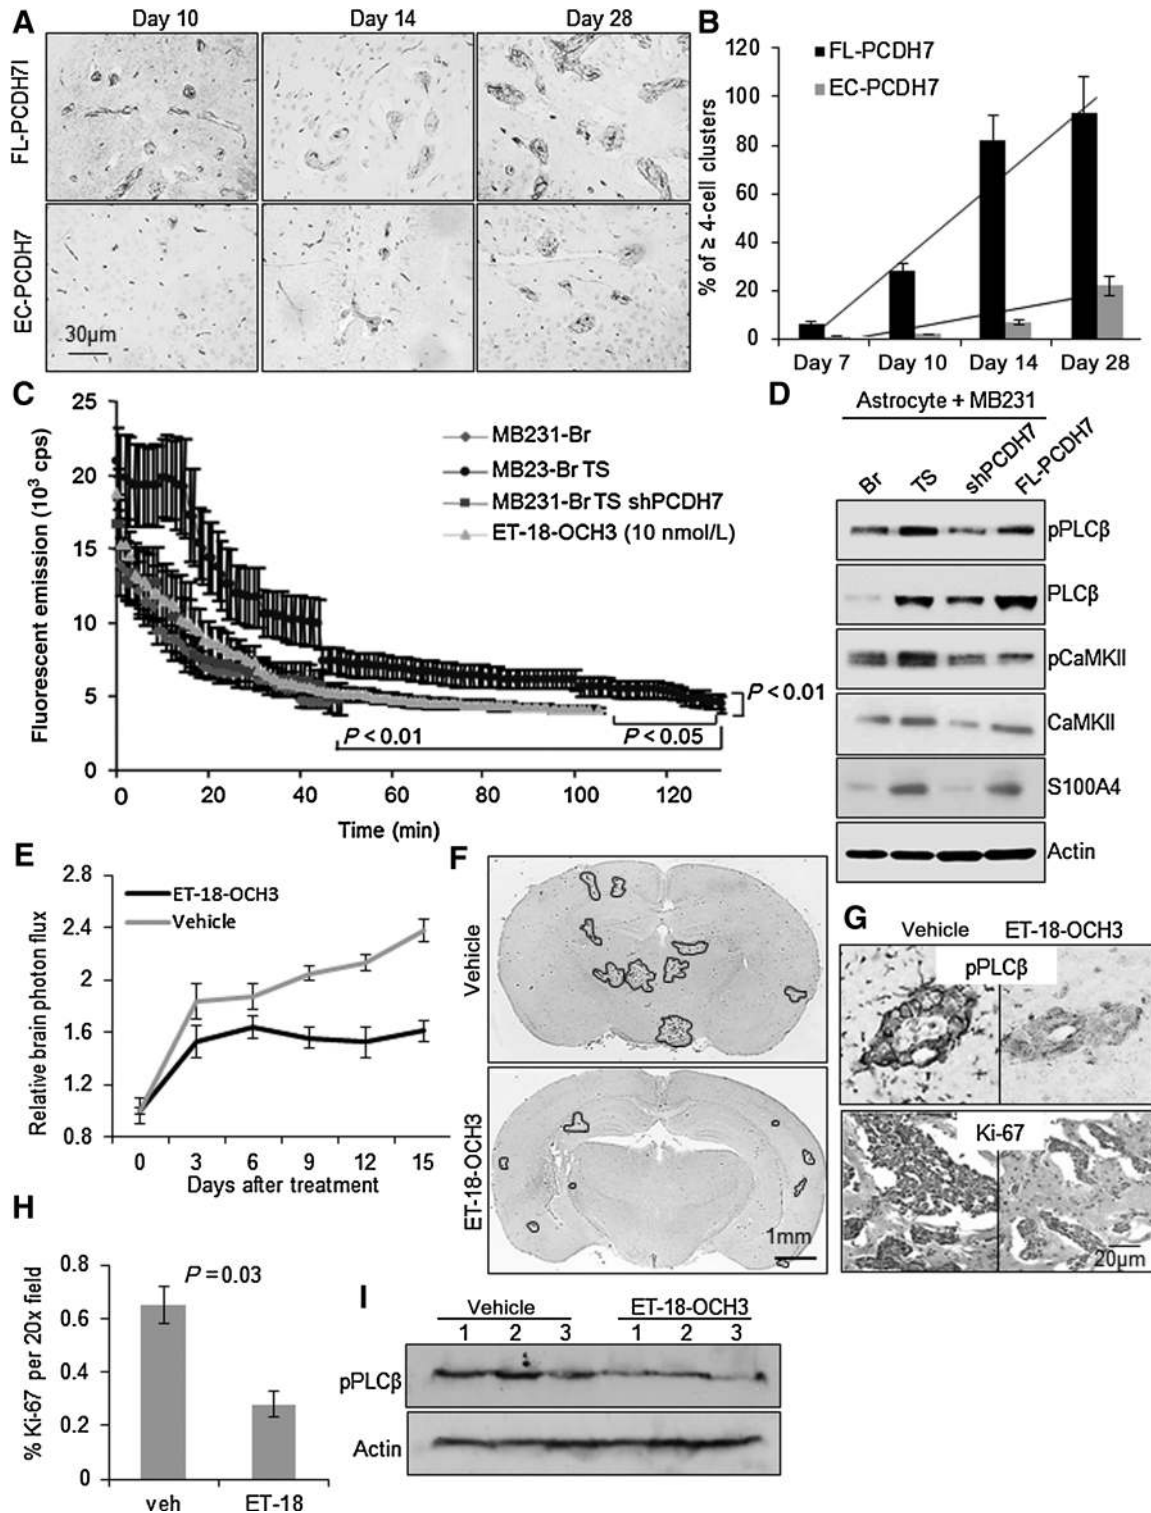 A
Day 10
Day 14
Day 28
FL-PCDH7I
EC-PCDH7
30µm
B
120
100
80
60
40
20
0
% of ≥ 4-cell clusters
FL-PCDH7
EC-PCDH7
Day 7
Day 10
Day 14
Day 28
C
25
20
15
10
5
0
Fluorescent emission (10³ cps)
MB231-Br
MB23-Br TS
MB231-Br TS shPCDH7
ET-18-OCH3 (10 nmol/L)
P < 0.01
P < 0.01
P < 0.05
0
20
40
60
80
100
120
Time (min)
D
Astrocyte + MB231
Br
TS
shPCDH7
FL-PCDH7
pPLCβ
PLCβ
pCaMKII
CaMKII
S100A4
Actin
E
2.8
2.4
2
1.6
1.2
0.8
Relative brain photon flux
ET-18-OCH3
Vehicle
0
3
6
9
12
15
Days after treatment
F
Vehicle
ET-18-OCH3
1mm
G
Vehicle
ET-18-OCH3
pPLCβ
Ki-67
20µm
H
0.8
0.6
0.4
0.2
0
% Ki-67 per 20x field
P = 0.03
veh
ET-18
I
Vehicle
ET-18-OCH3
1 2 3 1 2 3
pPLCβ
Actin